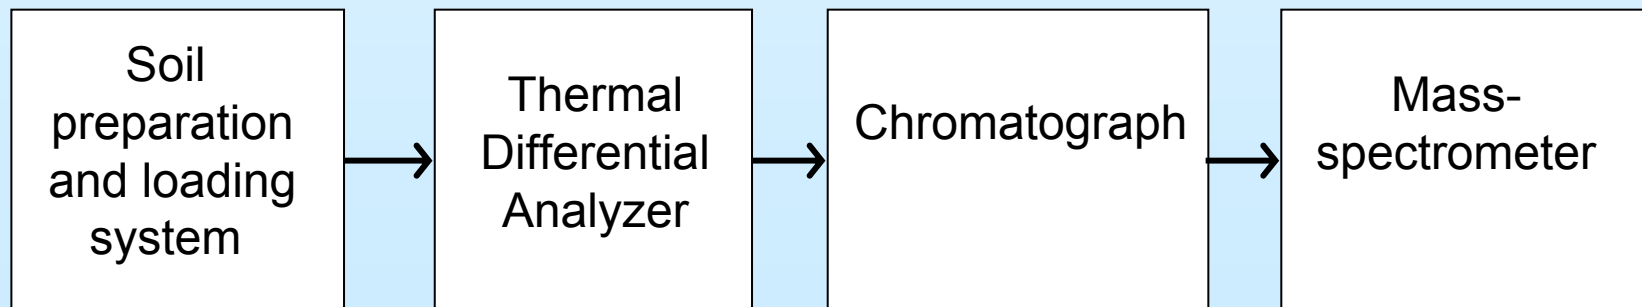 Soil
preparation
and loading
system
Thermal
Differential
Analyzer
Chromatograph
Mass-
spectrometer